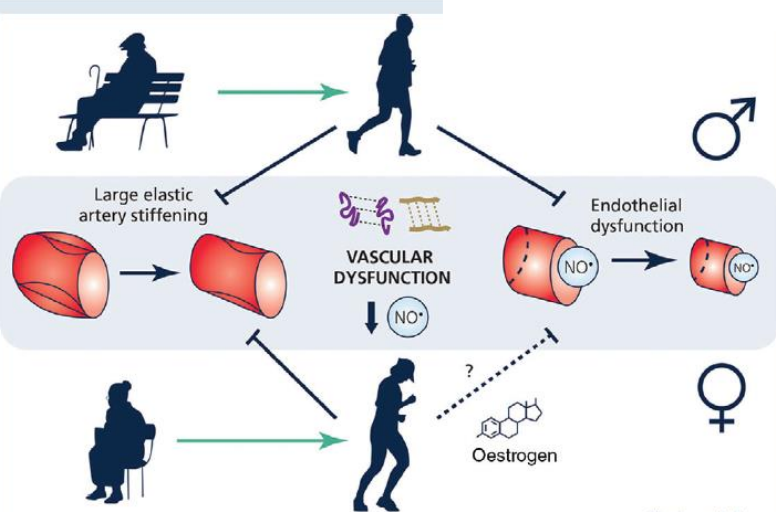 Large elastic
artery stiffening
VASCULAR
DYSFUNCTION
NO•
Endothelial
dysfunction
NO•
NO•
?
Oestrogen